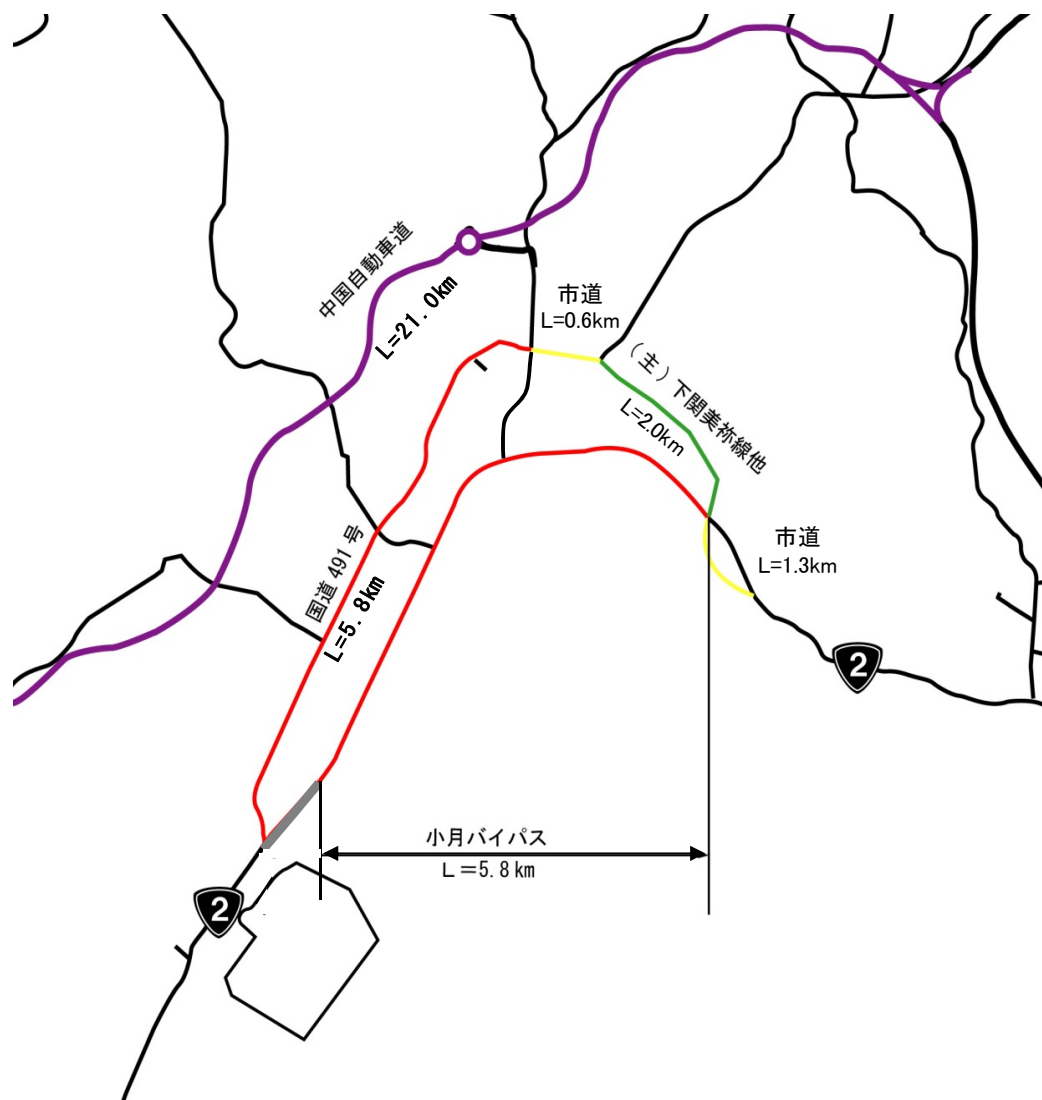 中国自動車道
L=21.0km
市道
L=0.6km
(主)下関美祢線他
L=2.0km
市道
L=1.3km
国道491号
L=5.8km
2
小月バイパス
L=5.8km
2